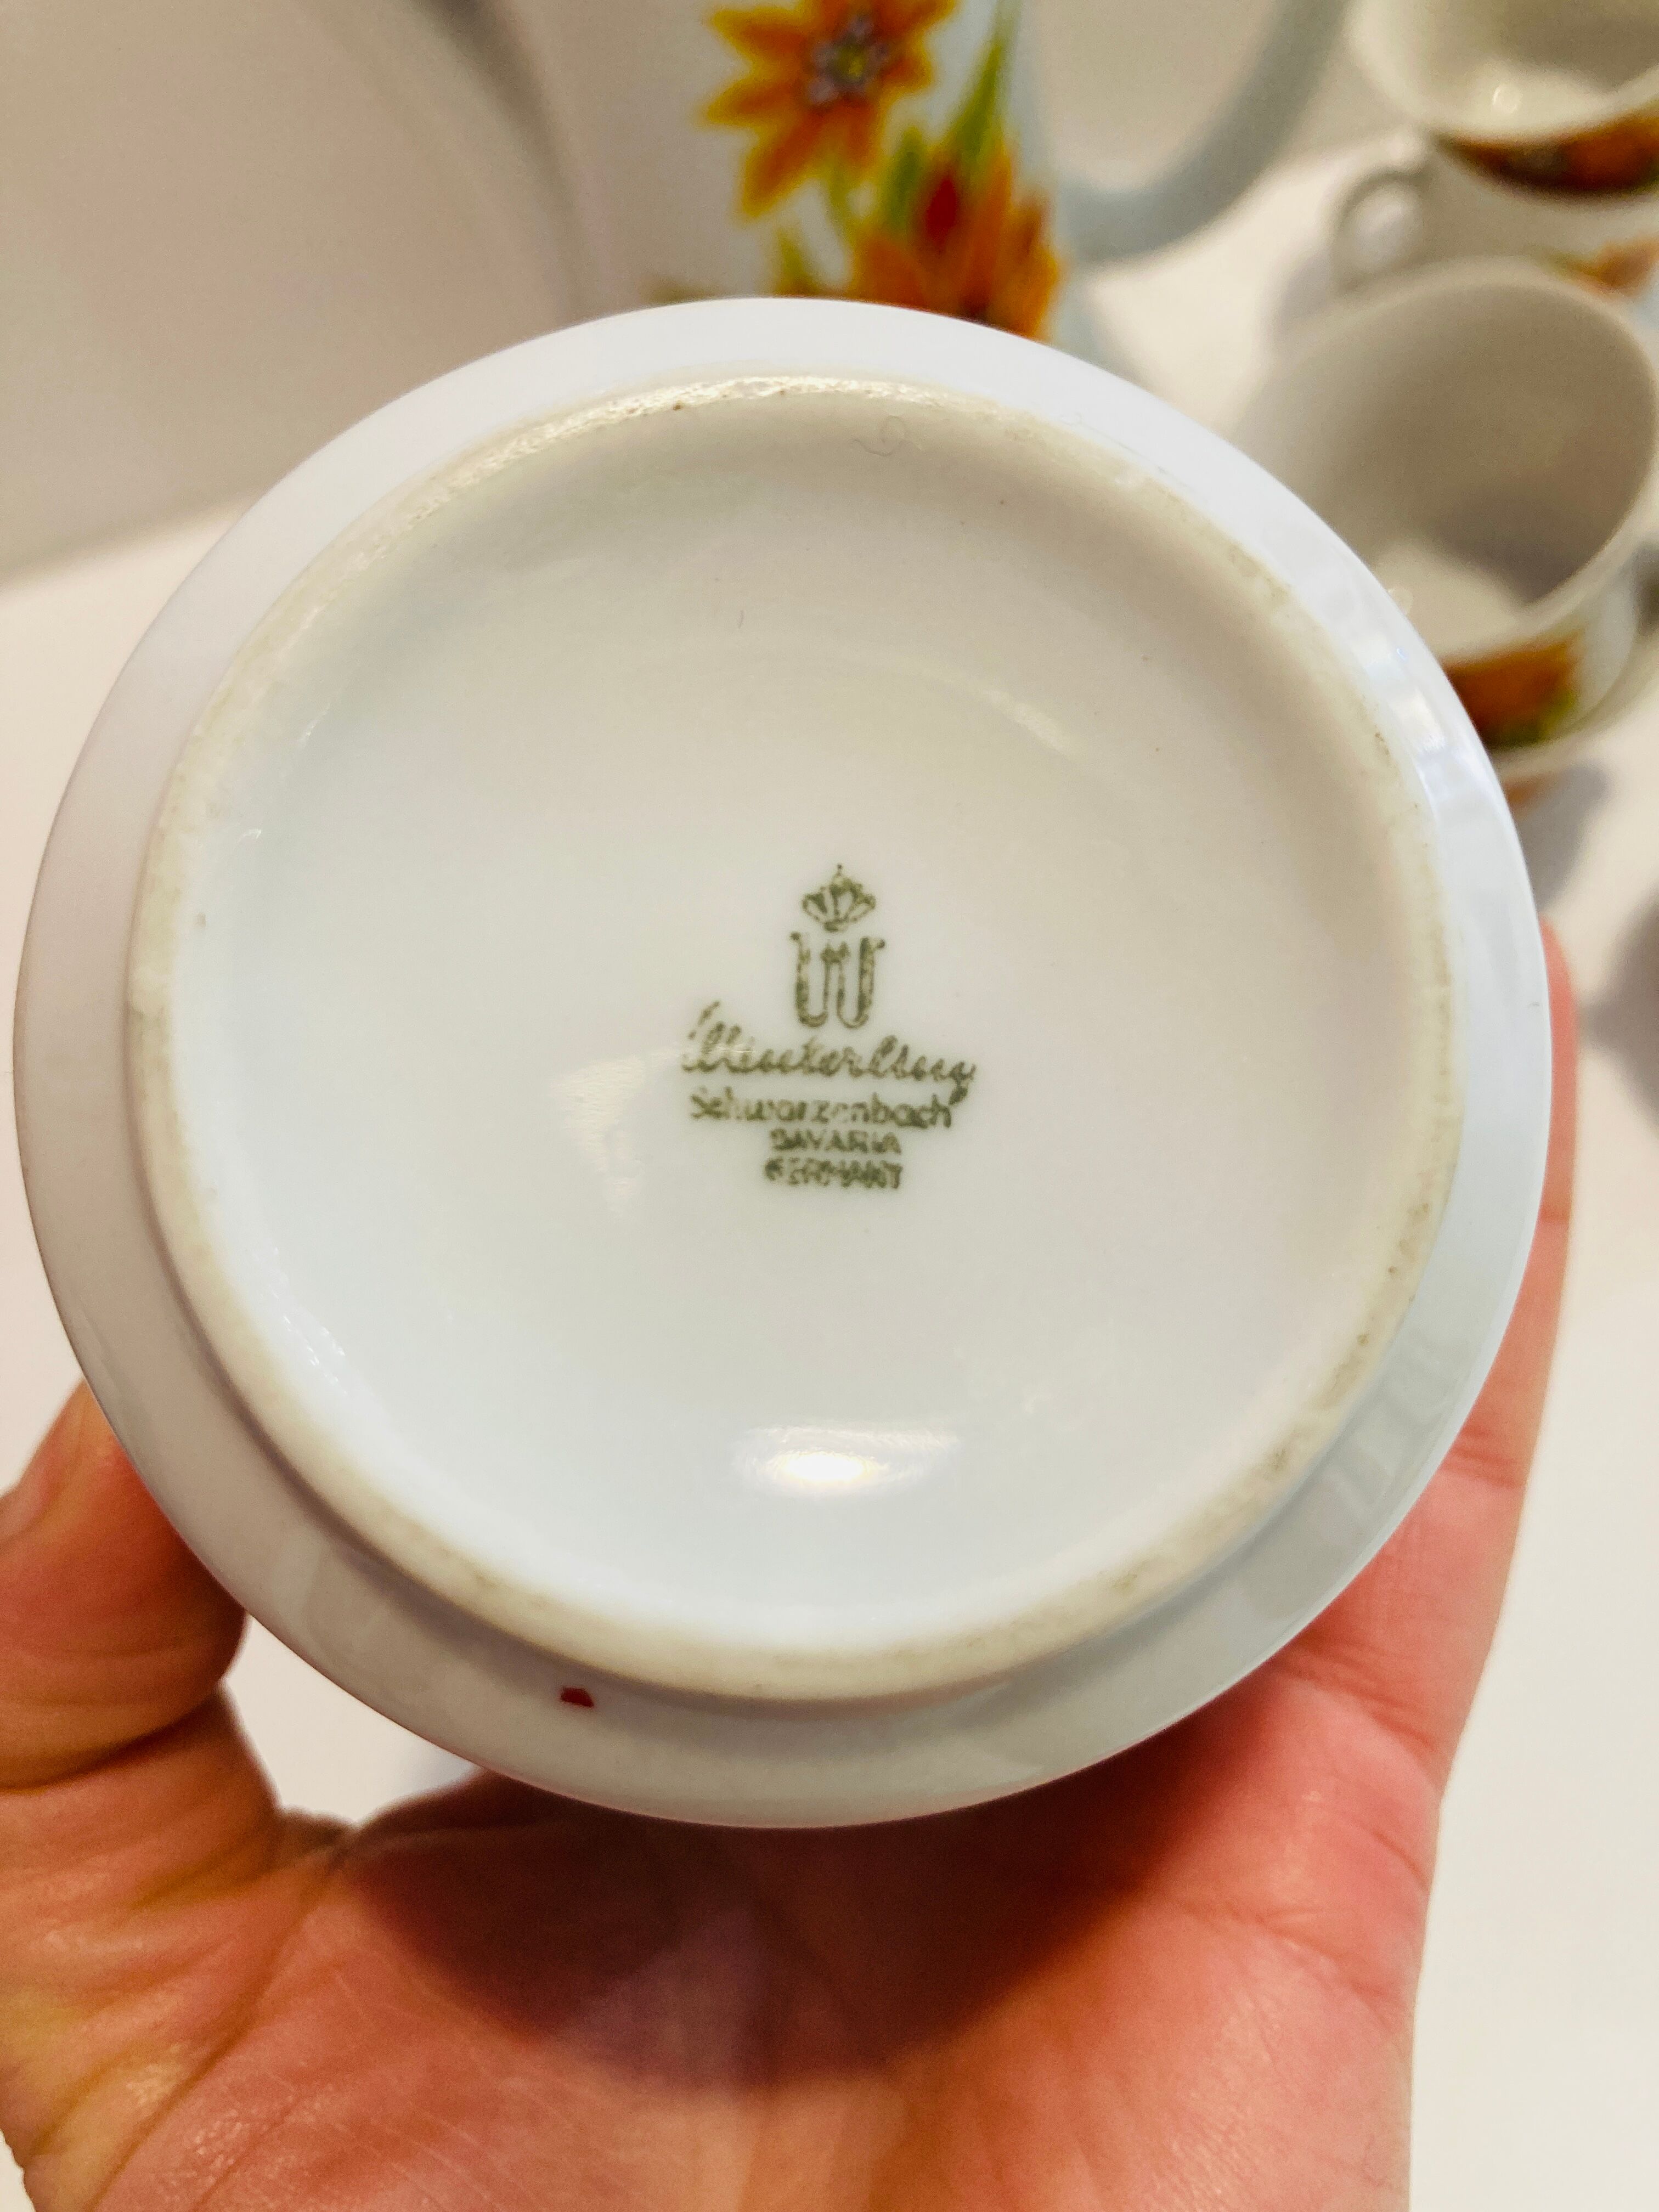 W
Winterling
Schwarzenbach
BAVARIA
GERMANY